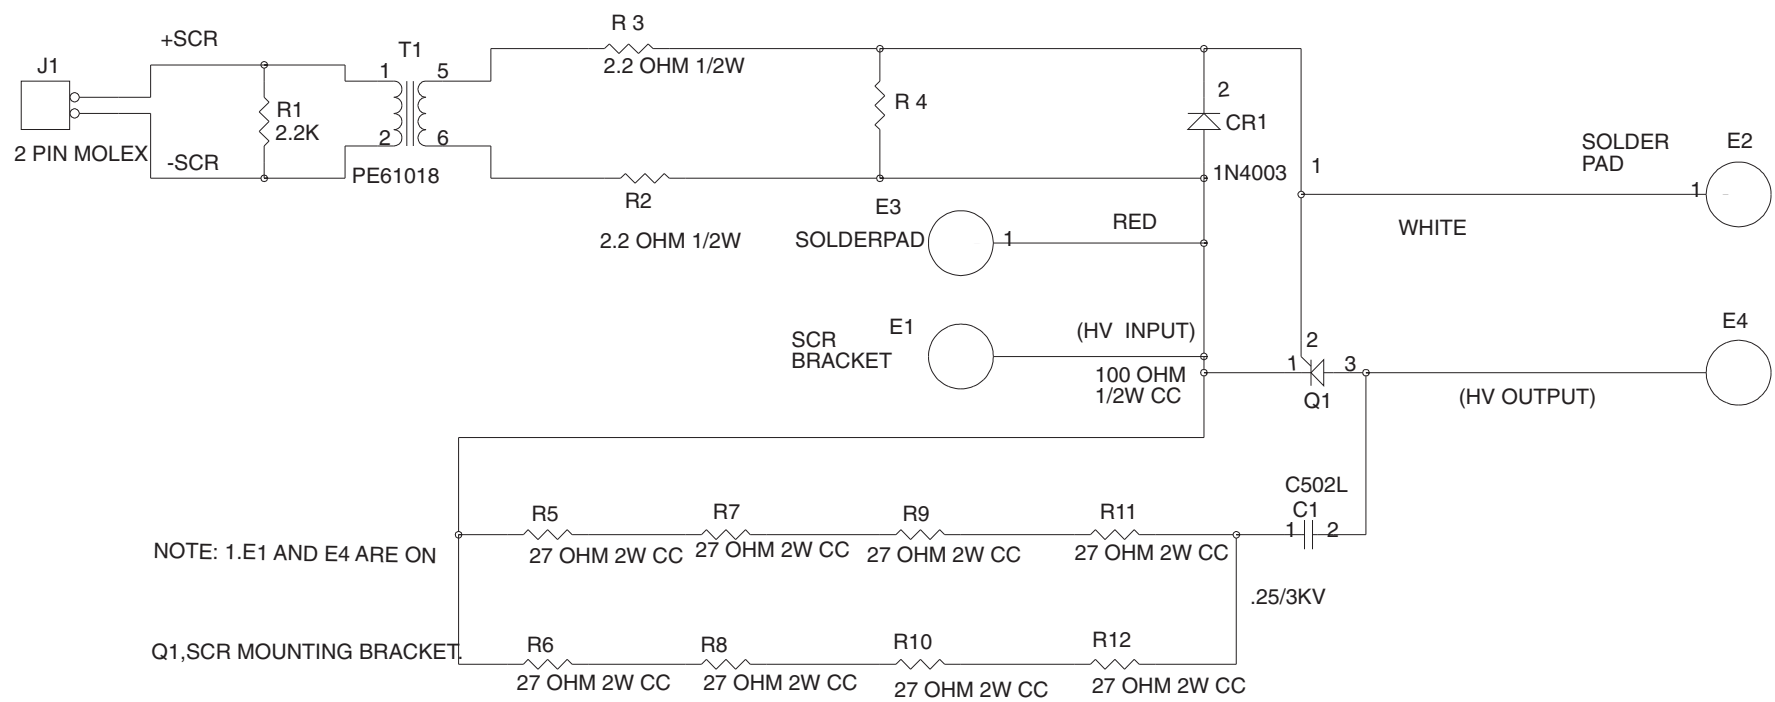 R 3
+SCR
T1
J1
1
5
2.2 OHM 1/2W
2
R 4
R1
2.2K
CR1
2
6
SOLDER
PAD
E2
2 PIN MOLEX
-SCR
PE61018
1N4003
1
1
R2
E3
RED
WHITE
2.2 OHM 1/2W
SOLDERPAD
1
E1
(HV INPUT)
E4
SCR
BRACKET
2
1
3
100 OHM
1/2W CC
Q1
(HV OUTPUT)
C502L
C1
R5
R7
R9
R11
1
2
NOTE: 1.E1 AND E4 ARE ON
27 OHM 2W CC
27 OHM 2W CC
27 OHM 2W CC
27 OHM 2W CC
.25/3KV
Q1,SCR MOUNTING BRACKET.
R6
R8
R10
R12
27 OHM 2W CC
27 OHM 2W CC
27 OHM 2W CC
27 OHM 2W CC